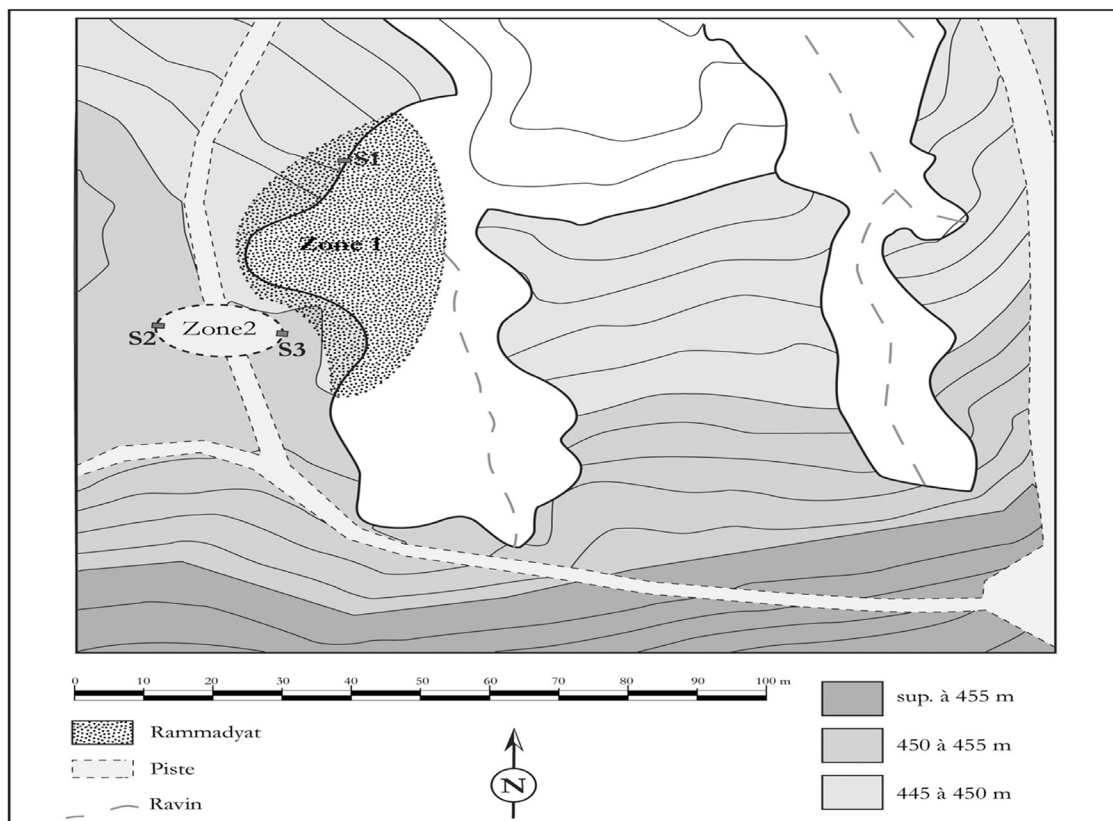 S1
Zone 1
S2
Zone2
S3
0 10 20 30 40 50 60 70 80 90 100 m
Rammadyat
Piste
Ravin
N
sup. à 455 m
450 à 455 m
445 à 450 m